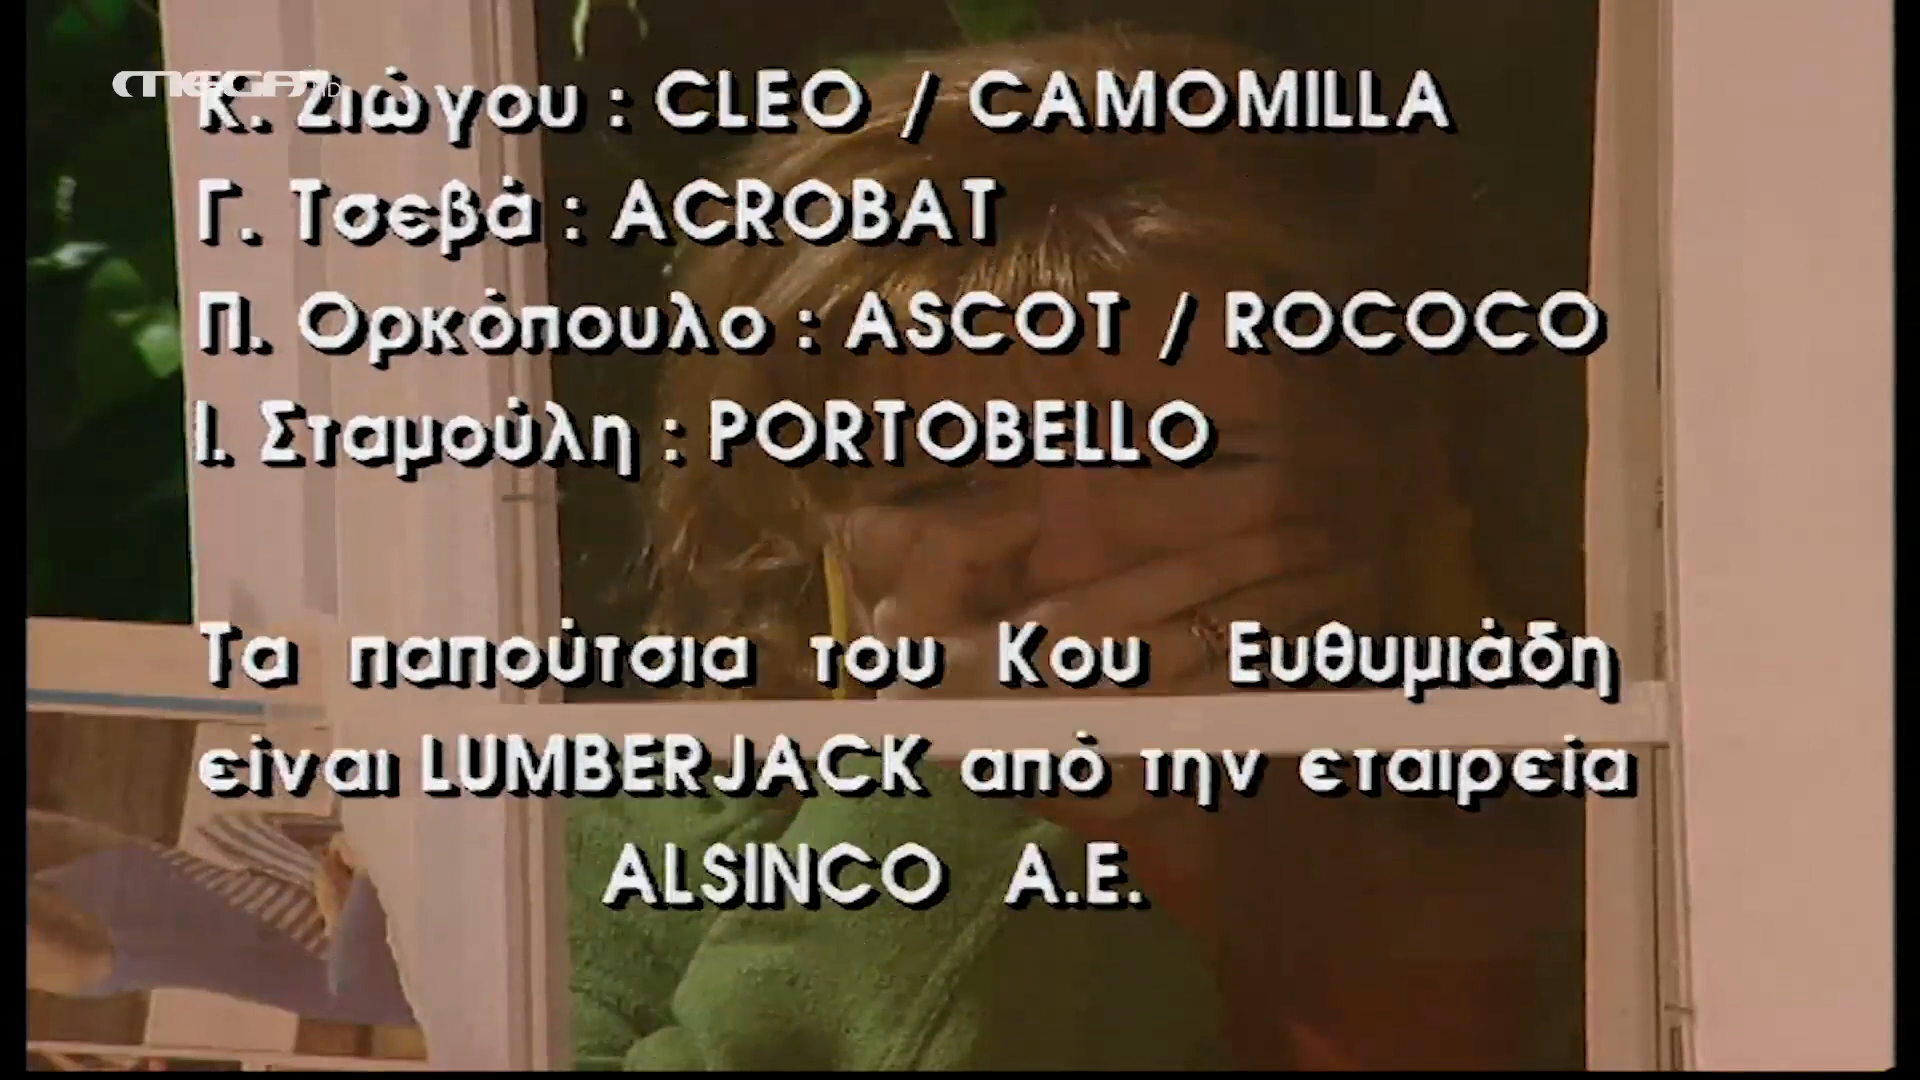 MEGA HD
Κ. Ζιώγου : CLEO / CAMOMILLA
Γ. Τσεβά : ACROBAT
Π. Ορκόπουλο : ASCOT / ROCOCO
Ι. Σταμούλη : PORTOBELLO
Τα παπούτσια του Κου Ευθυμιάδη
είναι LUMBERJACK από την εταιρεία
ALSINCO Α.Ε.